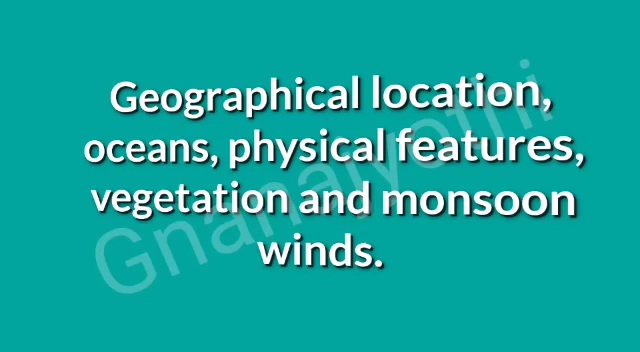 Geographical location,
oceans, physical features,
vegetation and monsoon
winds.
Gnanajyothi